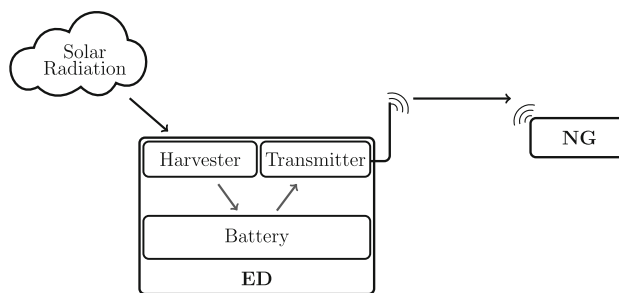 Solar
Radiation
Harvester
Transmitter
NG
Battery
ED